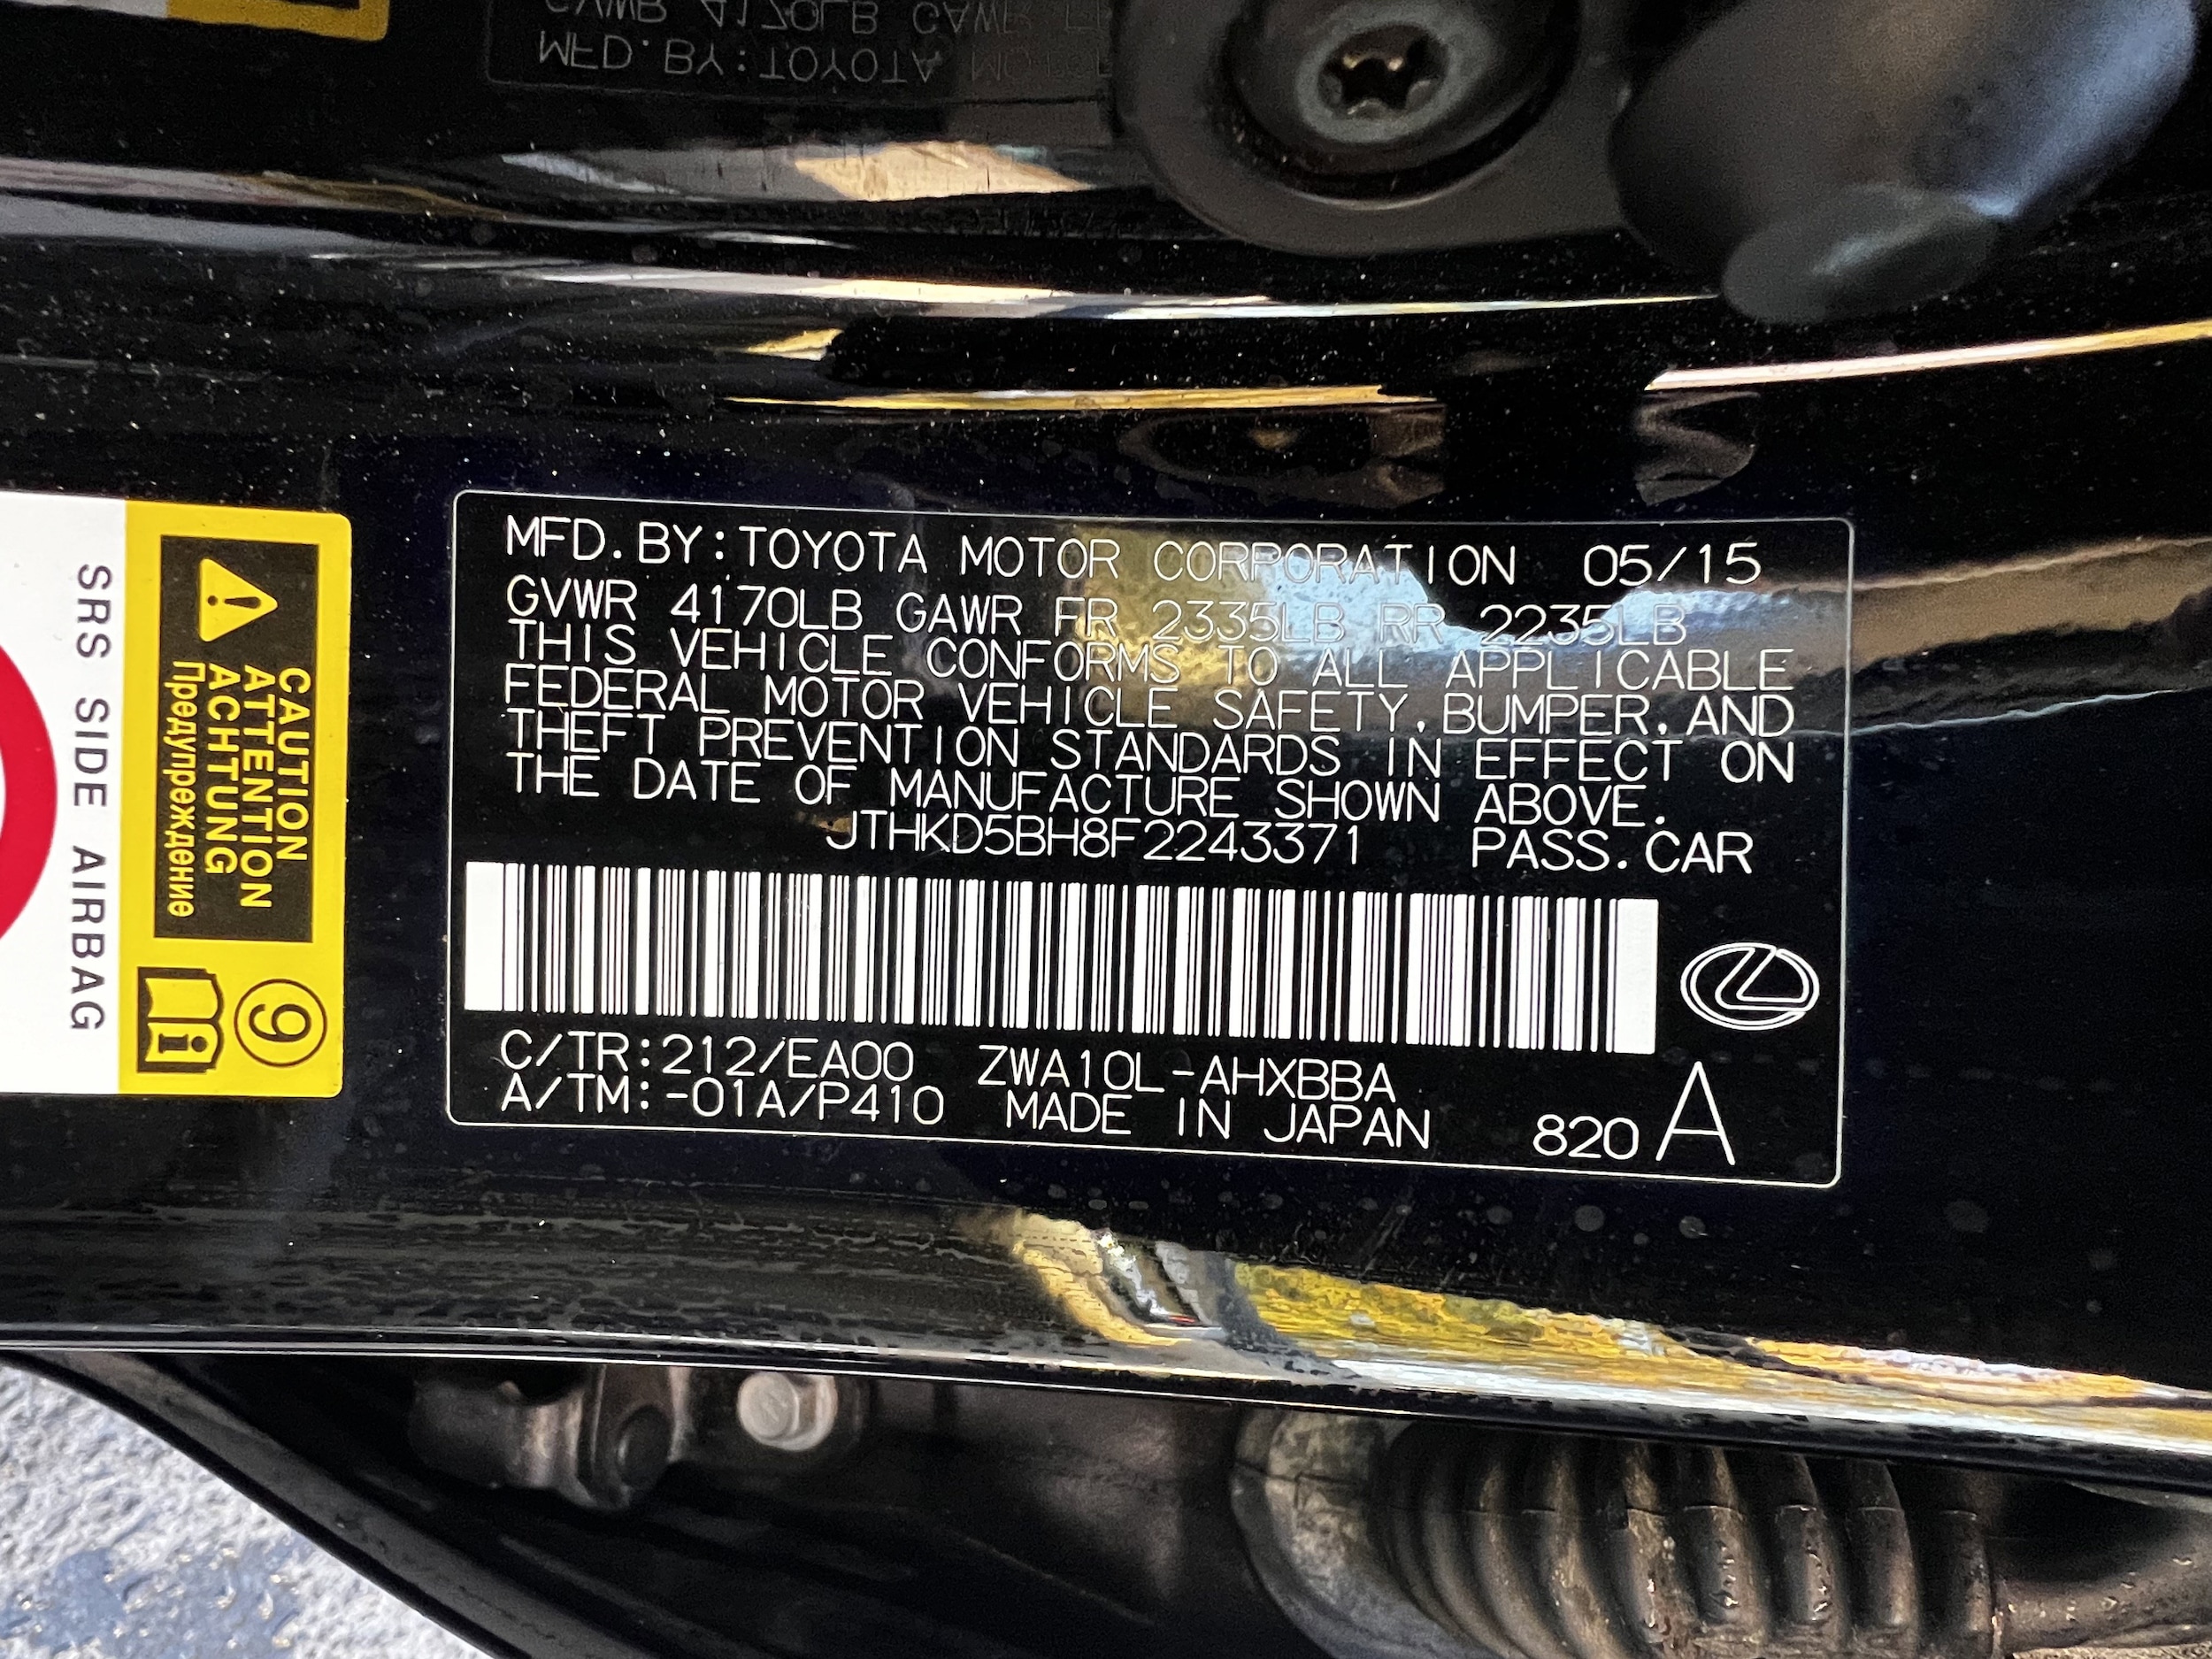 MFD. BY: TOYOTA MOTOR CORPORATION 05/15
GVWR 4170LB GAWR FR 2335LB RR 2235LB
THIS VEHICLE CONFORMS TO ALL APPLICABLE
FEDERAL MOTOR VEHICLE SAFETY, BUMPER, AND
THEFT PREVENTION STANDARDS IN EFFECT ON
THE DATE OF MANUFACTURE SHOWN ABOVE.
JTHKD5BH8F2243371 PASS. CAR
C/TR: 212/EA00 ZWA10L-AHXBBA
A/TM: -01A/P410 MADE IN JAPAN 820 A
CAUTION
ATTENTION
ACHTUNG
Предупреждение
9
SRS SIDE AIRBAG
GVWR 4170LB GAWR
MFD. BY: TOYOTA